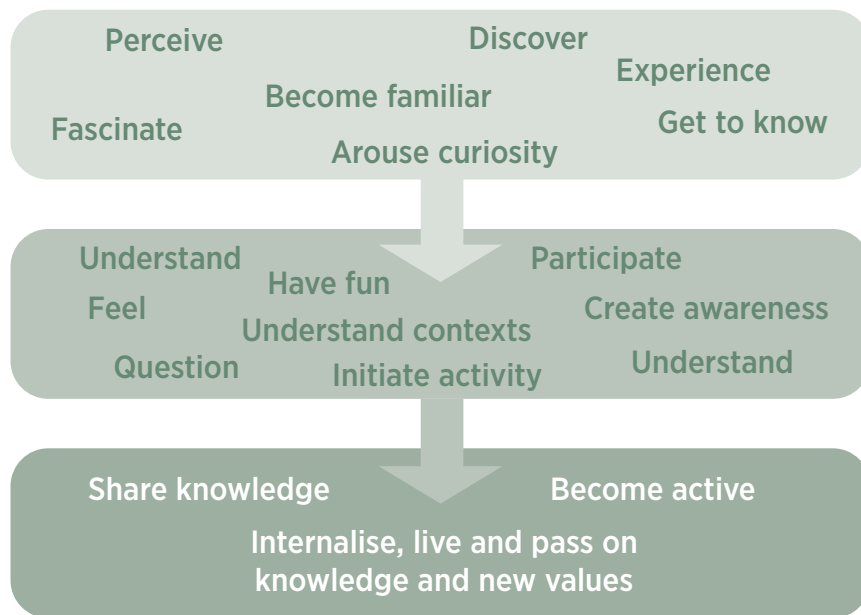 Perceive
Discover
Experience
Become familiar
Fascinate
Get to know
Arouse curiosity
Understand
Participate
Have fun
Feel
Create awareness
Understand contexts
Question
Understand
Initiate activity
Share knowledge
Become active
Internalise, live and pass on
knowledge and new values